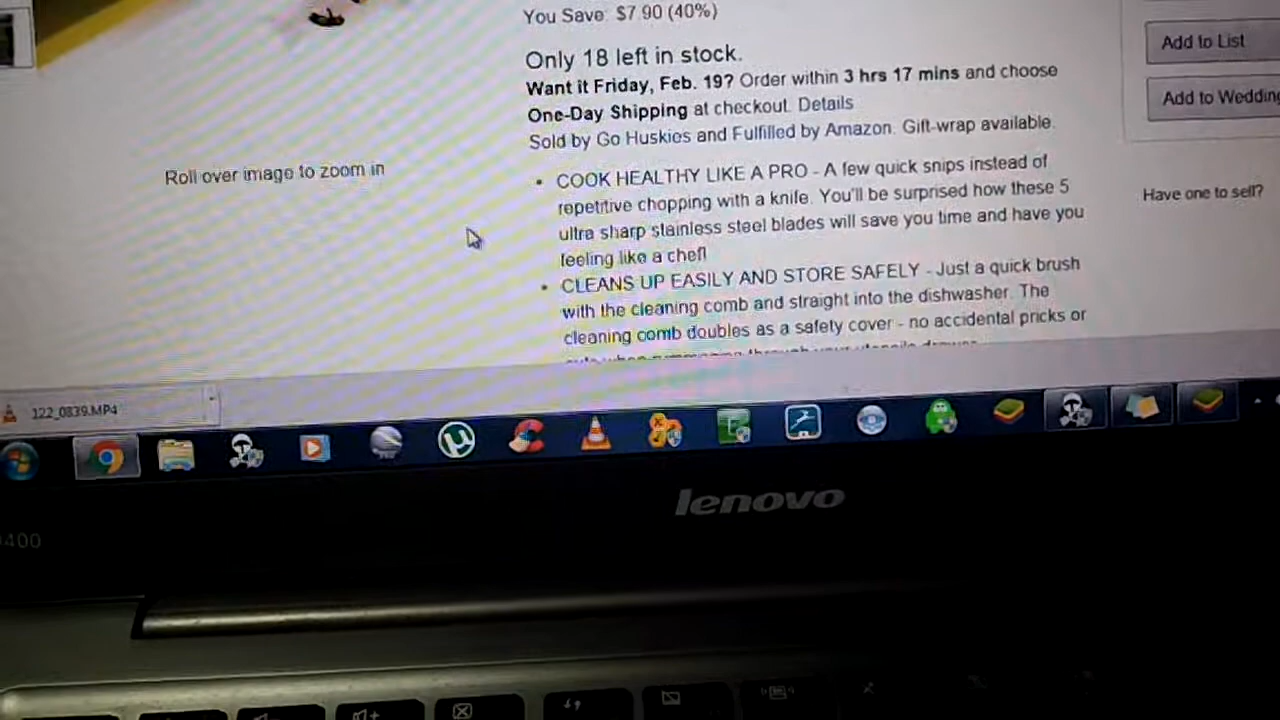 You Save: $7.90 (40%)
Only 18 left in stock.
Want it Friday, Feb. 19? Order within 3 hrs 17 mins and choose
One-Day Shipping at checkout. Details
Sold by Go Huskies and Fulfilled by Amazon. Gift-wrap available.
Roll over image to zoom in
• COOK HEALTHY LIKE A PRO - A few quick snips instead of
repetitive chopping with a knife. You'll be surprised how these 5
ultra sharp stainless steel blades will save you time and have you
feeling like a chef!
• CLEANS UP EASILY AND STORE SAFELY - Just a quick brush
with the cleaning comb and straight into the dishwasher. The
cleaning comb doubles as a safety cover - no accidental pricks or
Add to List
Add to Wedding
Have one to sell?
122_0839.MP4
lenovo
400